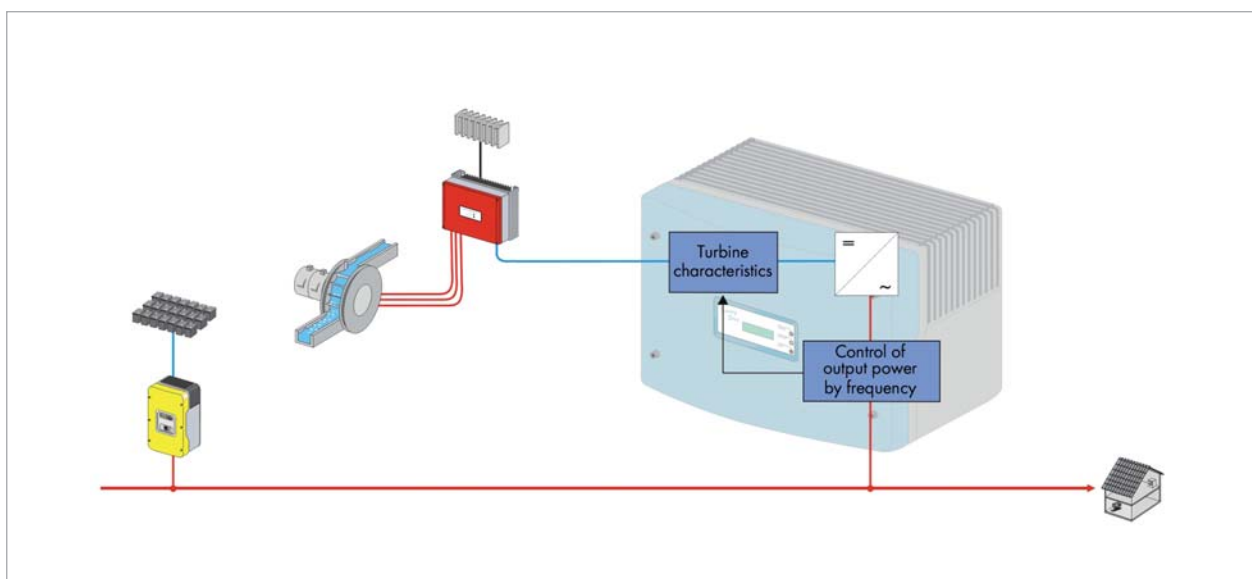 Turbine
characteristics
=
~
Control of
output power
by frequency